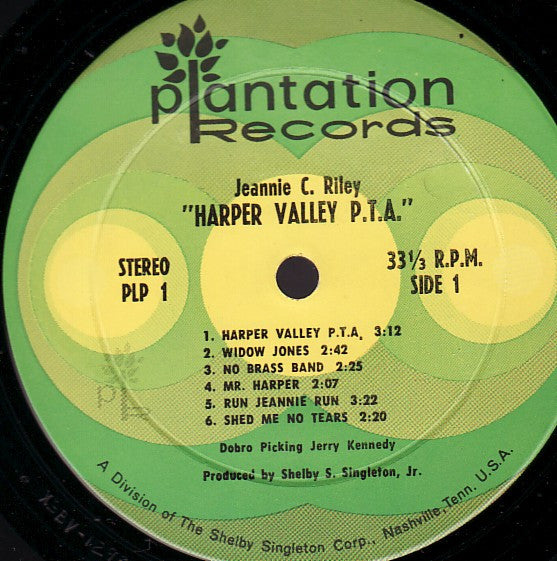 plantation
Records
Jeannie C. Riley
"HARPER VALLEY P.T.A."
STEREO
PLP 1
33⅓ R.P.M.
SIDE 1
1. HARPER VALLEY P.T.A. 3:12
2. WIDOW JONES 2:42
3. NO BRASS BAND 2:25
4. MR. HARPER 2:07
5. RUN JEANNIE RUN 3:22
6. SHED ME NO TEARS 2:20
Dobro Picking Jerry Kennedy
Produced by Shelby S. Singleton, Jr.
pl
R
A Division of The Shelby Singleton Corp., Nashville, Tenn. U.S.A.